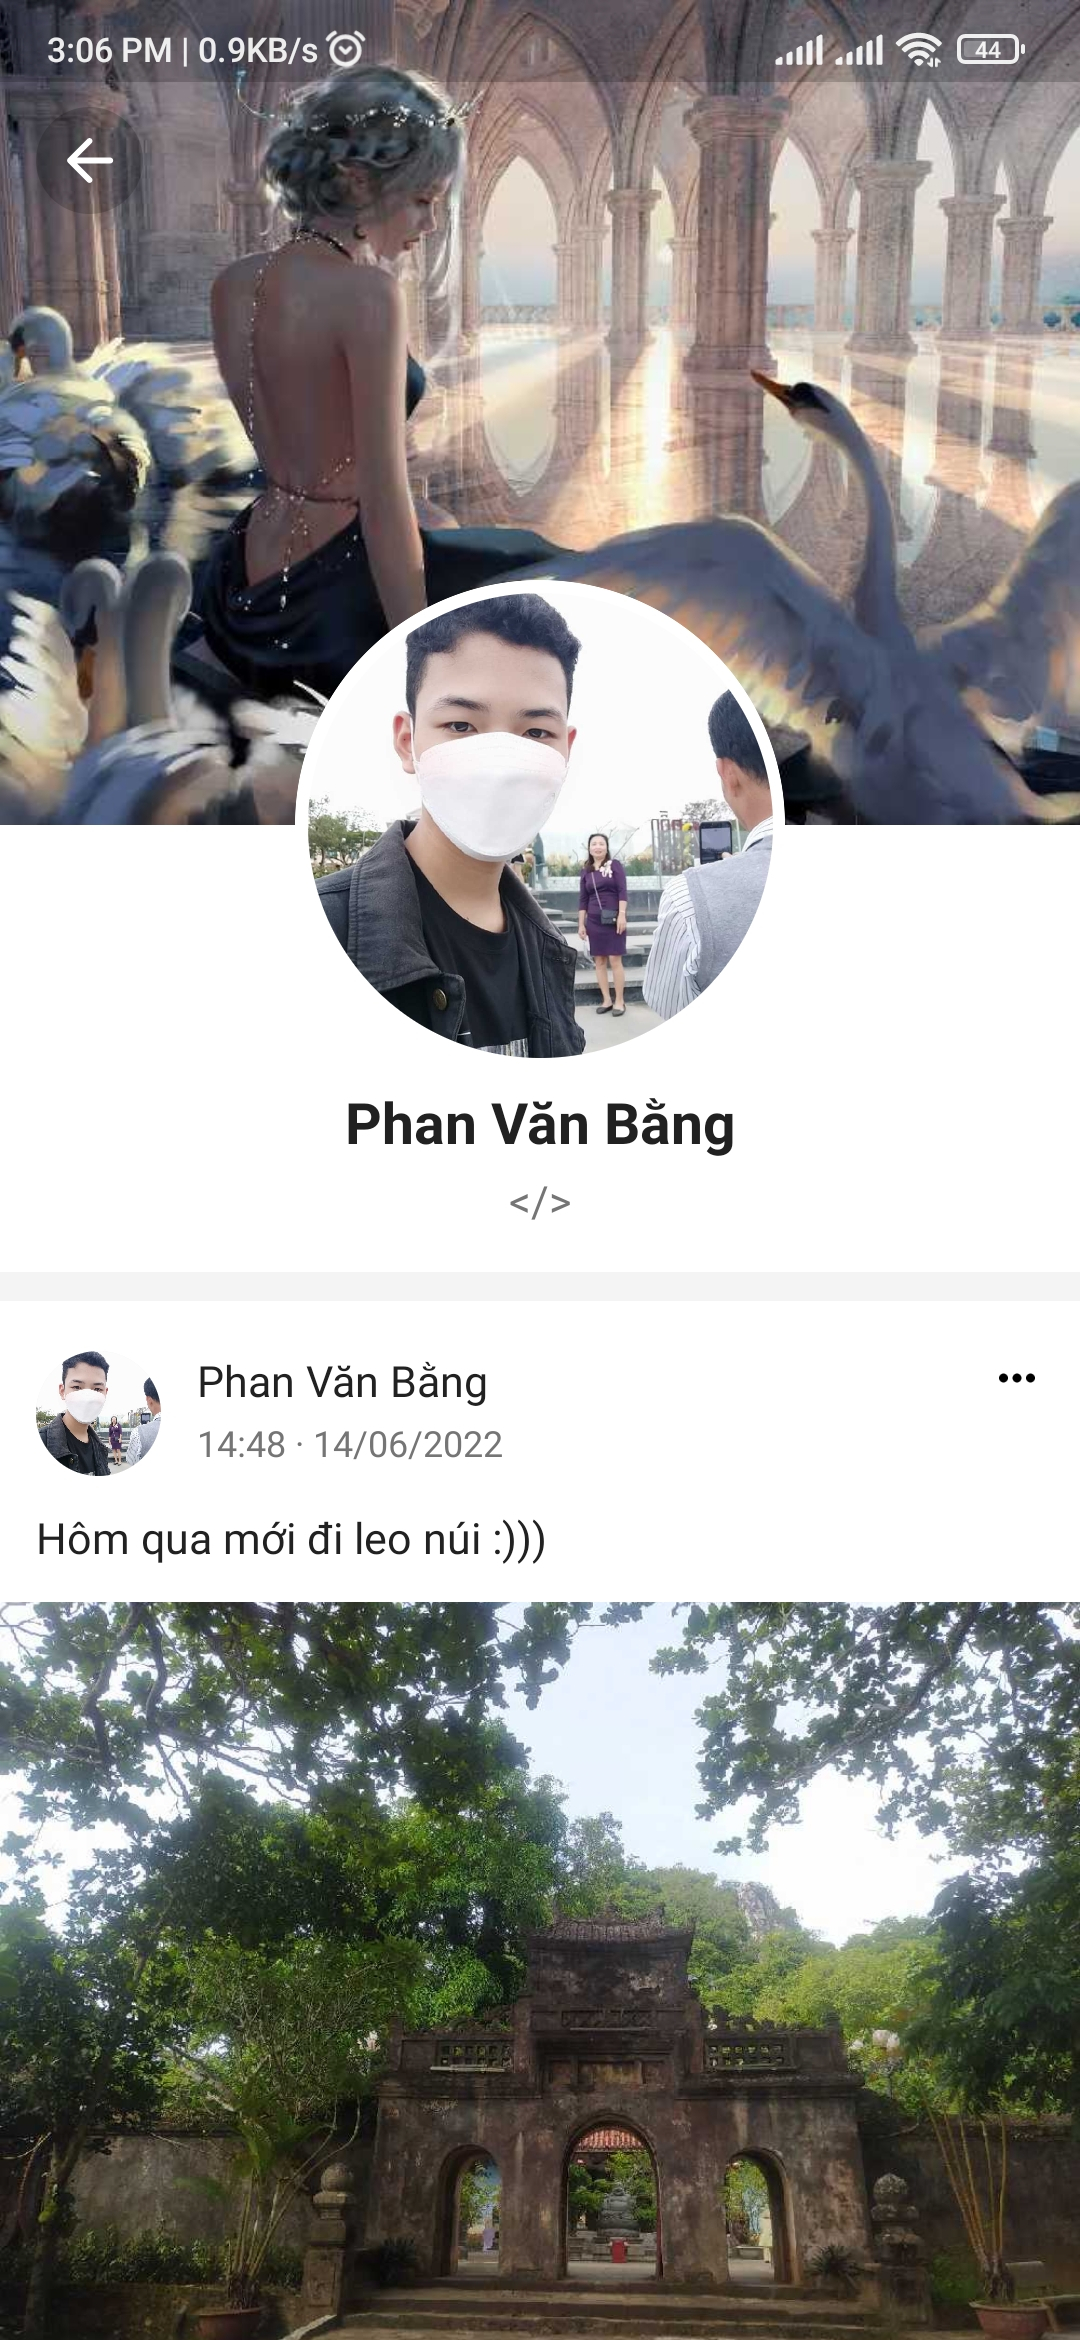 3:06 PM | 0.9KB/s
44
Phan Văn Bằng
</>
Phan Văn Bằng
14:48 · 14/06/2022
Hôm qua mới đi leo núi :)))